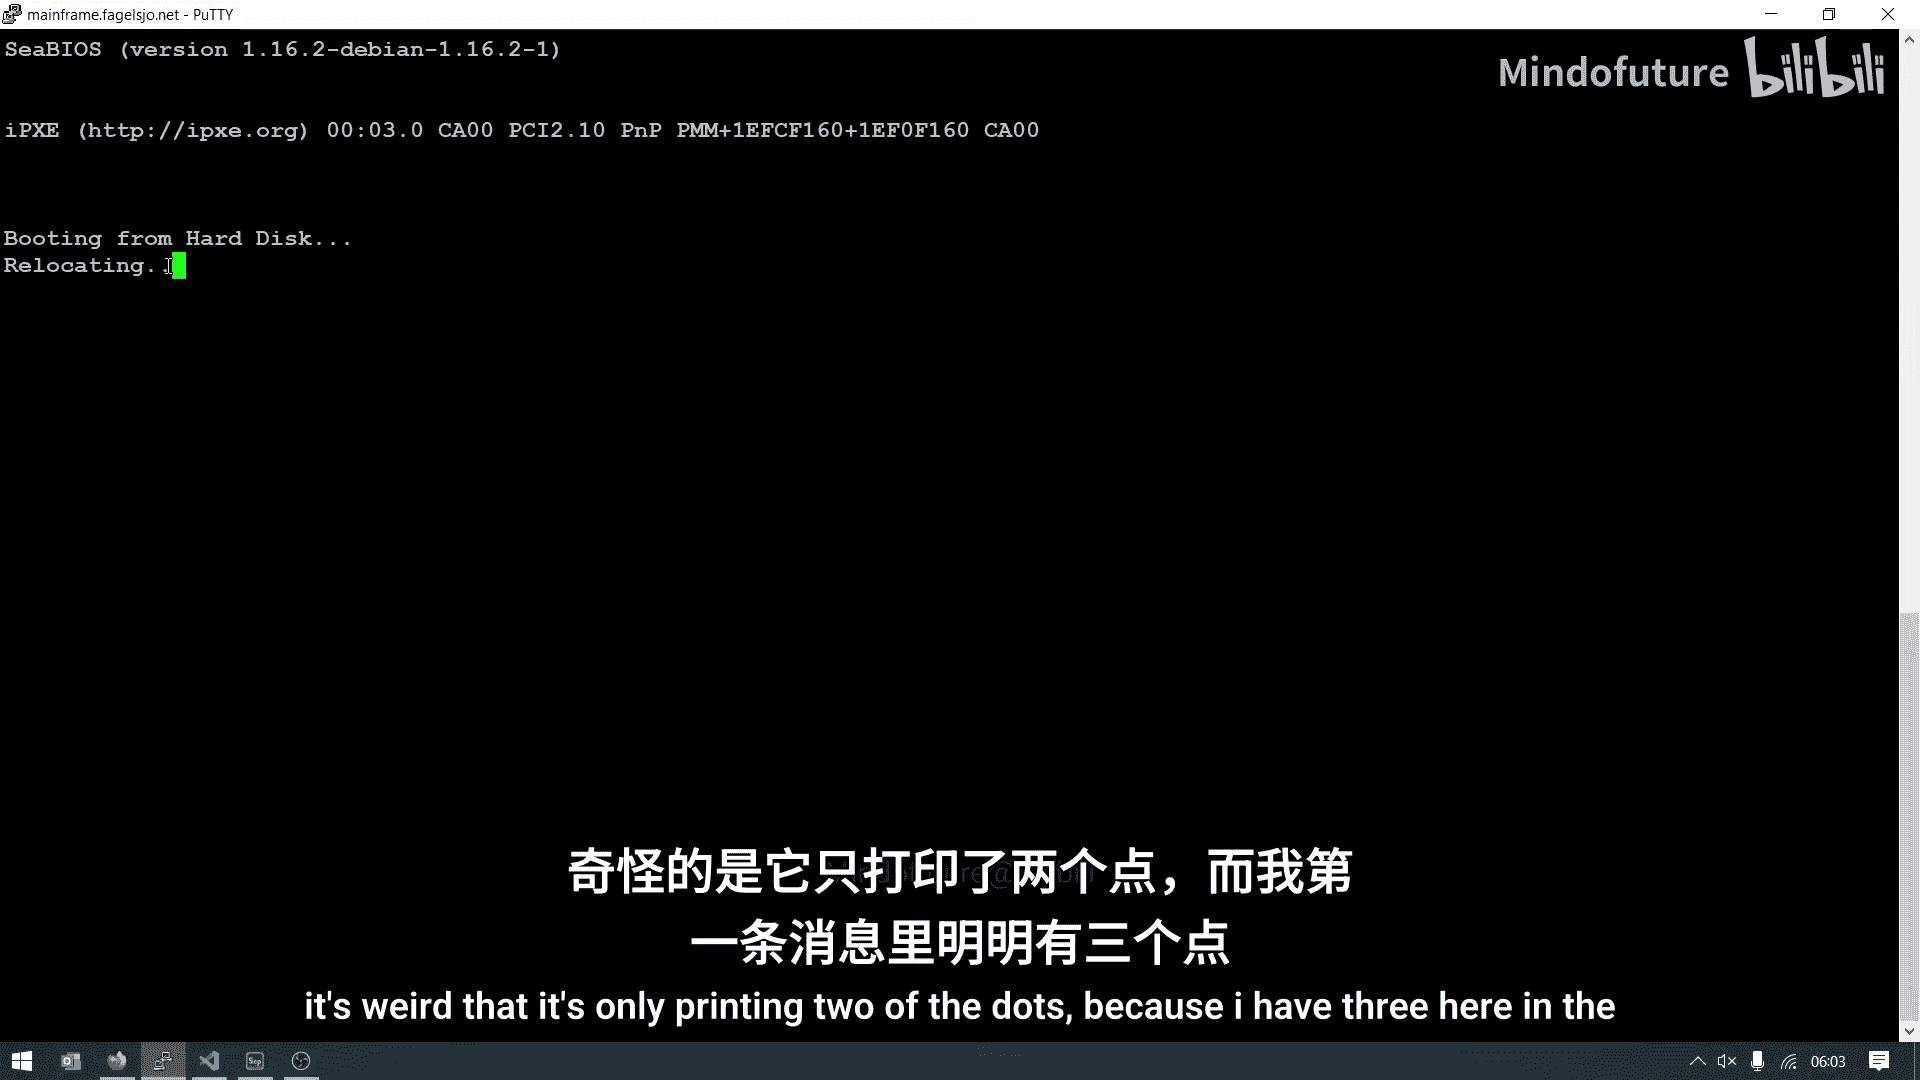 mainframe.fagelsjo.net - PuTTY
SeaBIOS (version 1.16.2-debian-1.16.2-1)
Mindofuture bilibili
iPXE (http://ipxe.org) 00:03.0 CA00 PCI2.10 PnP PMM+1EFCF160+1EF0F160 CA00
Booting from Hard Disk...
Relocating..
奇怪的是它只打印了两个点，而我第
一条消息里明明有三个点
it's weird that it's only printing two of the dots, because i have three here in the
06:03